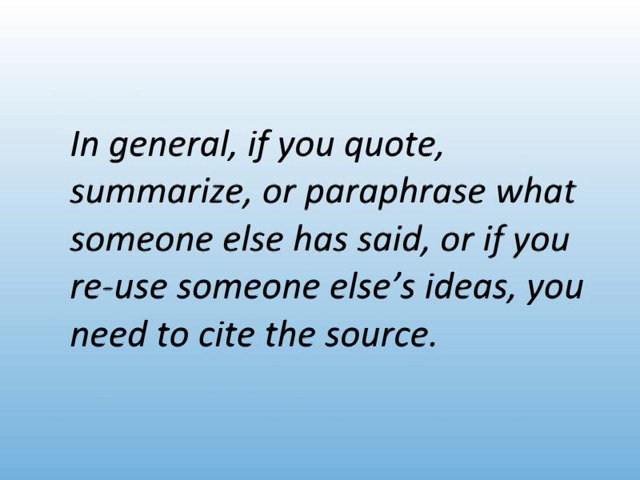 In general, if you quote,
summarize, or paraphrase what
someone else has said, or if you
re-use someone else’s ideas, you
need to cite the source.